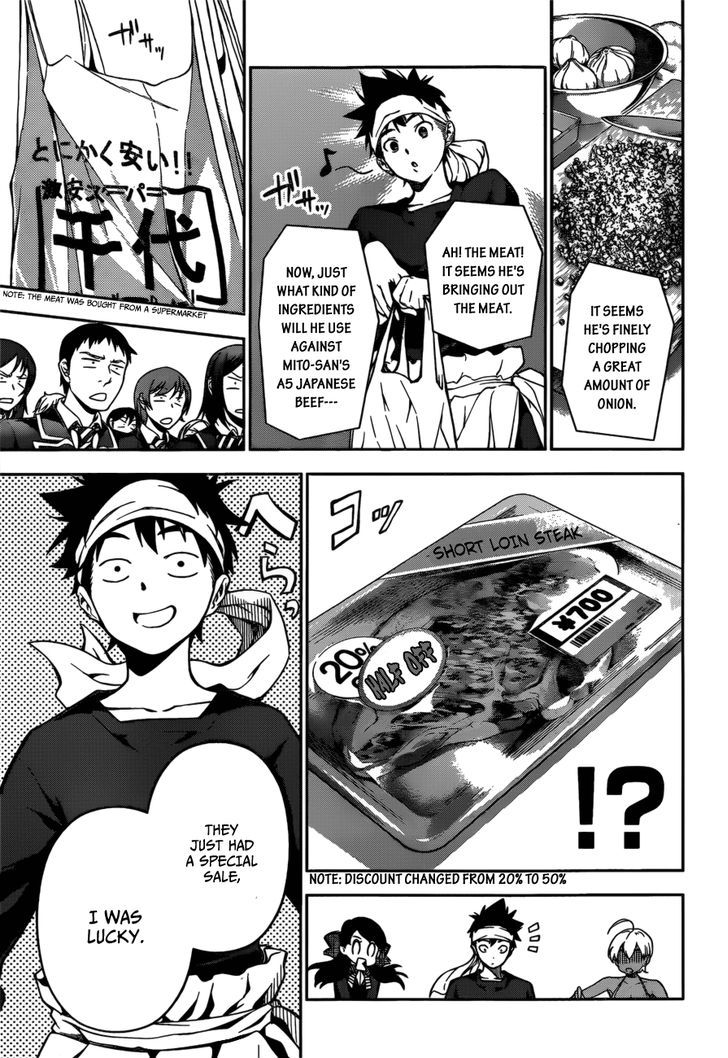 IT SEEMS
HE'S FINELY
CHOPPING
A GREAT
AMOUNT OF
ONION.
AH! THE MEAT!
IT SEEMS HE'S
BRINGING OUT
THE MEAT.
NOW, JUST
WHAT KIND OF
INGREDIENTS
WILL HE USE
AGAINST
MITO-SAN'S
A5 JAPANESE
BEEF---
♪
ガサッ
ガサッ
とにかく安い!!
激安スーパー
千代
NOTE: THE MEAT WAS BOUGHT FROM A SUPERMARKET
コッ
SHORT LOIN STEAK
¥700
20%
HALF OFF
!?
NOTE: DISCOUNT CHANGED FROM 20% TO 50%
へらっ
THEY
JUST HAD
A SPECIAL
SALE,
I WAS
LUCKY.